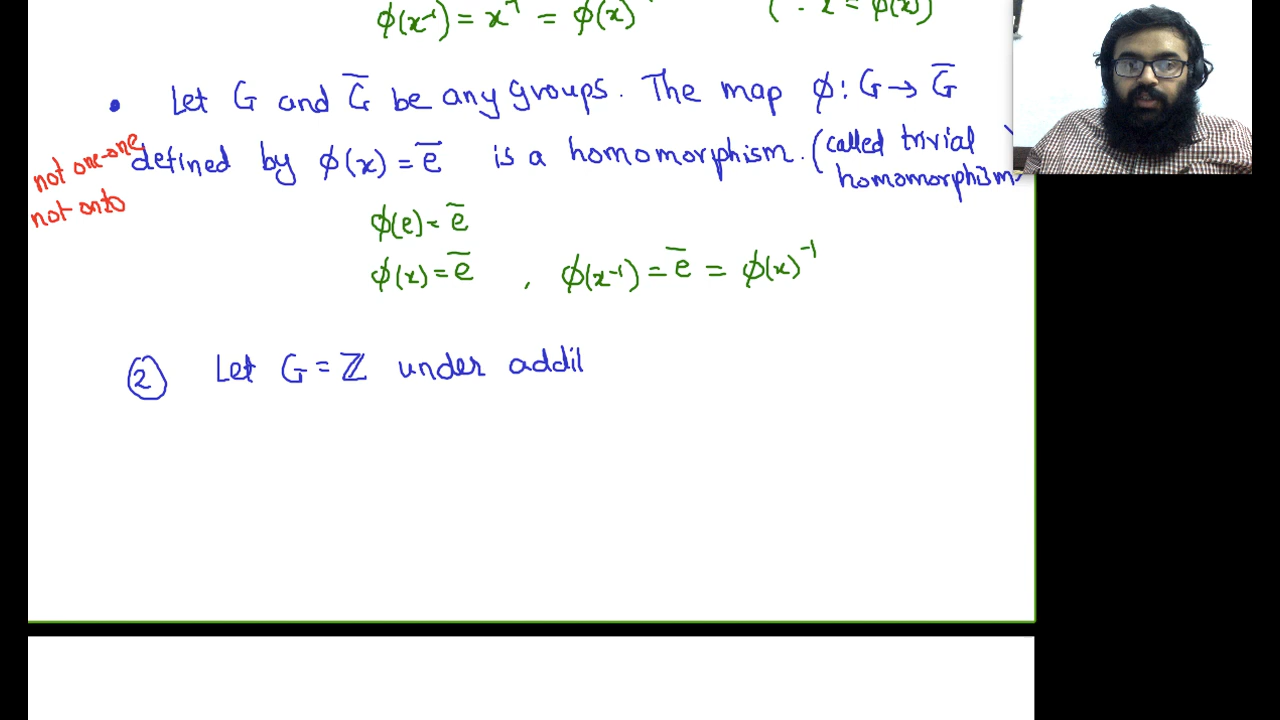 ϕ(x⁻¹) = x⁻¹ = ϕ(x)
• Let G and G̅ be any groups. The map ϕ: G → G̅
not one-one
defined by ϕ(x) = e̅ is a homomorphism. (called trivial homomorphism)
not onto
ϕ(e) = e̅
ϕ(x) = e̅ , ϕ(x⁻¹) = e̅ = ϕ(x)⁻¹
② Let G = ℤ under addit